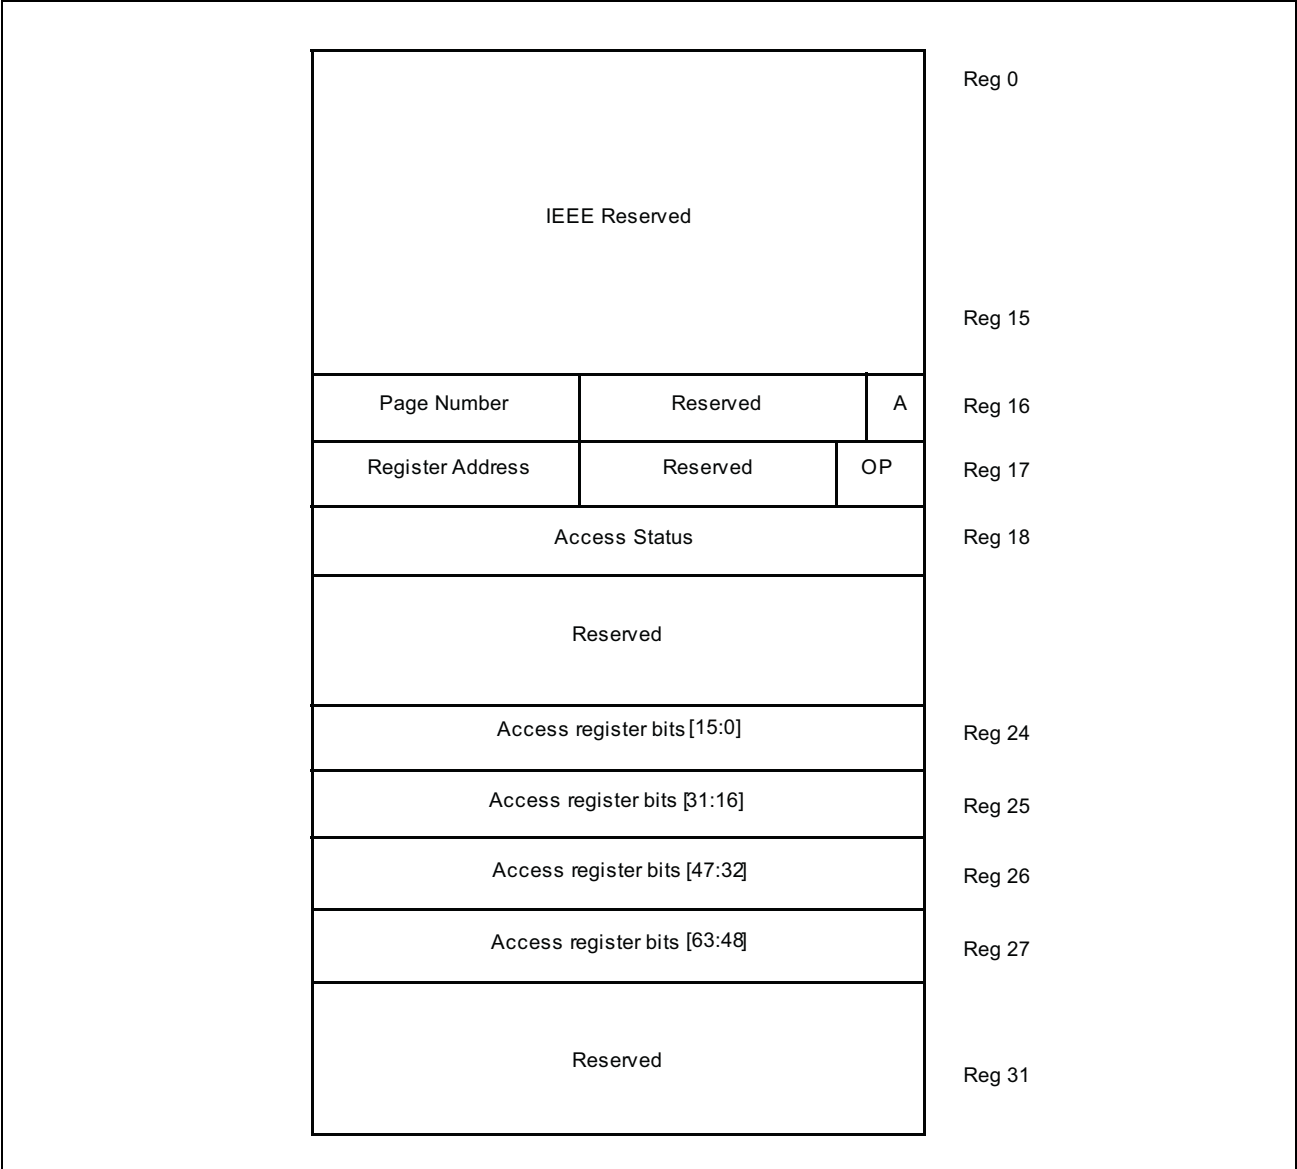 Reg 0
IEEE Reserved
Reg 15
Page Number Reserved A Reg 16
Register Address Reserved OP Reg 17
Access Status Reg 18
Reserved
Access register bits [15:0] Reg 24
Access register bits [31:16] Reg 25
Access register bits [47:32] Reg 26
Access register bits [63:48] Reg 27
Reserved
Reg 31